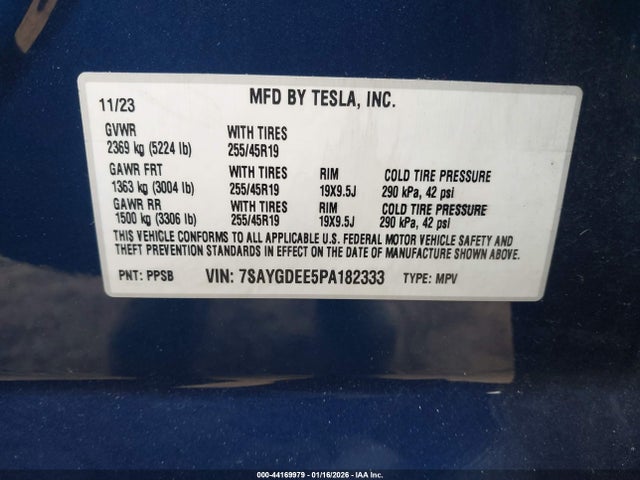 11/23 MFD BY TESLA, INC.
GVWR WITH TIRES
2369 kg (5224 lb) 255/45R19
GAWR FRT WITH TIRES RIM COLD TIRE PRESSURE
1363 kg (3004 lb) 255/45R19 19X9.5J 290 kPa, 42 psi
GAWR RR WITH TIRES RIM COLD TIRE PRESSURE
1500 kg (3306 lb) 255/45R19 19X9.5J 290 kPa, 42 psi
THIS VEHICLE CONFORMS TO ALL APPLICABLE U.S. FEDERAL MOTOR VEHICLE SAFETY AND
THEFT PREVENTION STANDARDS IN EFFECT ON THE DATE OF MANUFACTURE SHOWN ABOVE.
PNT: PPSB VIN: 7SAYGDEE5PA182333 TYPE: MPV
000-44169979 - 01/16/2026 - IAA Inc.